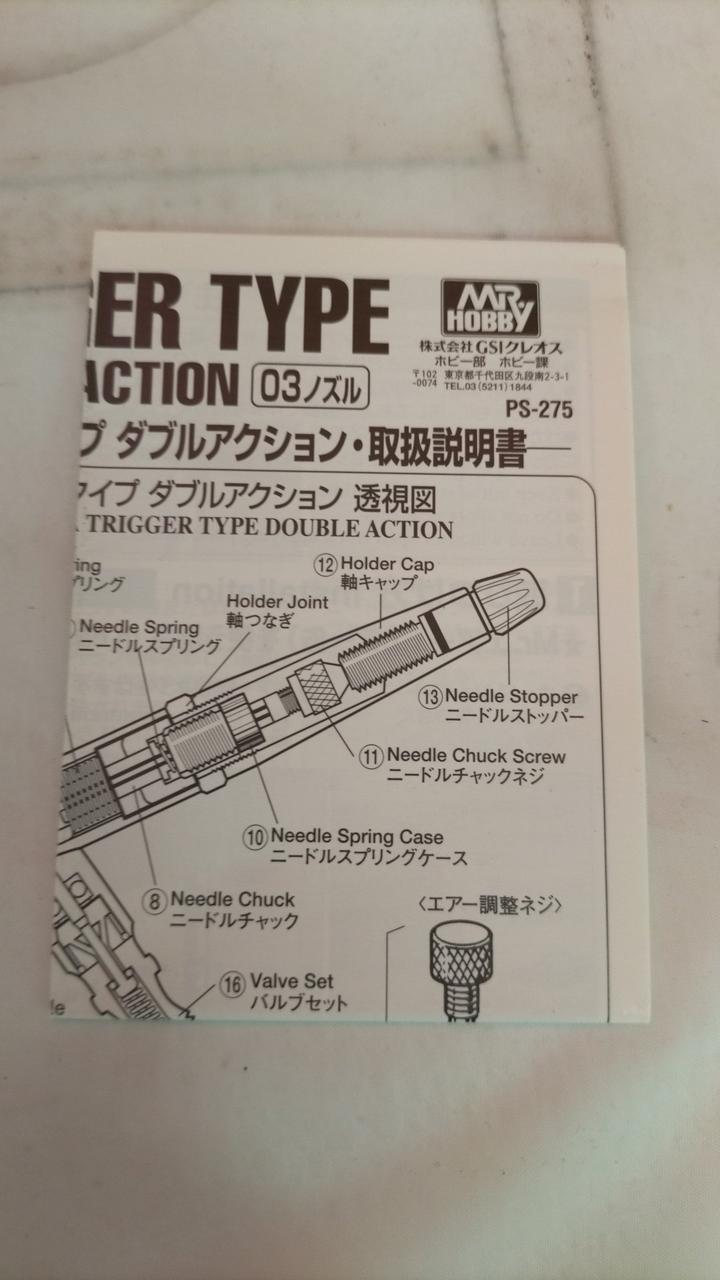 GER TYPE
MR HOBBY
株式会社GSIクレオス
ホビー部 ホビー課
〒102-0074 東京都千代田区九段南2-3-1
TEL.03(5211)1844
ACTION 03ノズル
PS-275
プ ダブルアクション・取扱説明書
タイプ ダブルアクション 透視図
TRIGGER TYPE DOUBLE ACTION
ring
プリング
⑫ Holder Cap
軸キャップ
Holder Joint
軸つなぎ
Needle Spring
ニードルスプリング
⑬ Needle Stopper
ニードルストッパー
⑪ Needle Chuck Screw
ニードルチャックネジ
⑩ Needle Spring Case
ニードルスプリングケース
⑧ Needle Chuck
ニードルチャック
〈エアー調整ネジ〉
⑯ Valve Set
バルブセット
le